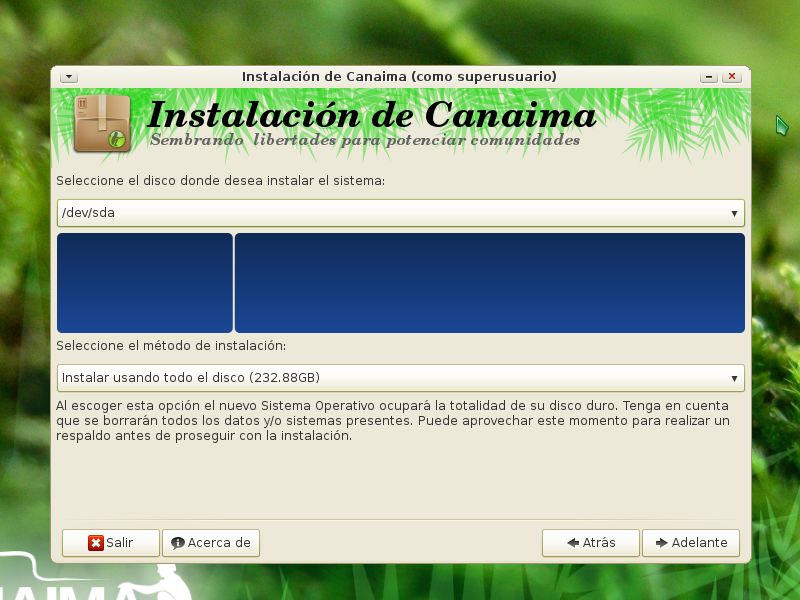 Instalación de Canaima (como superusuario)
Instalación de Canaima
Sembrando libertades para potenciar comunidades
Seleccione el disco donde desea instalar el sistema:
/dev/sda
Seleccione el método de instalación:
Instalar usando todo el disco (232.88GB)
Al escoger esta opción el nuevo Sistema Operativo ocupará la totalidad de su disco duro. Tenga en cuenta
que se borrarán todos los datos y/o sistemas presentes. Puede aprovechar este momento para realizar un
respaldo antes de proseguir con la instalación.
Salir
Acerca de
Atrás
Adelante